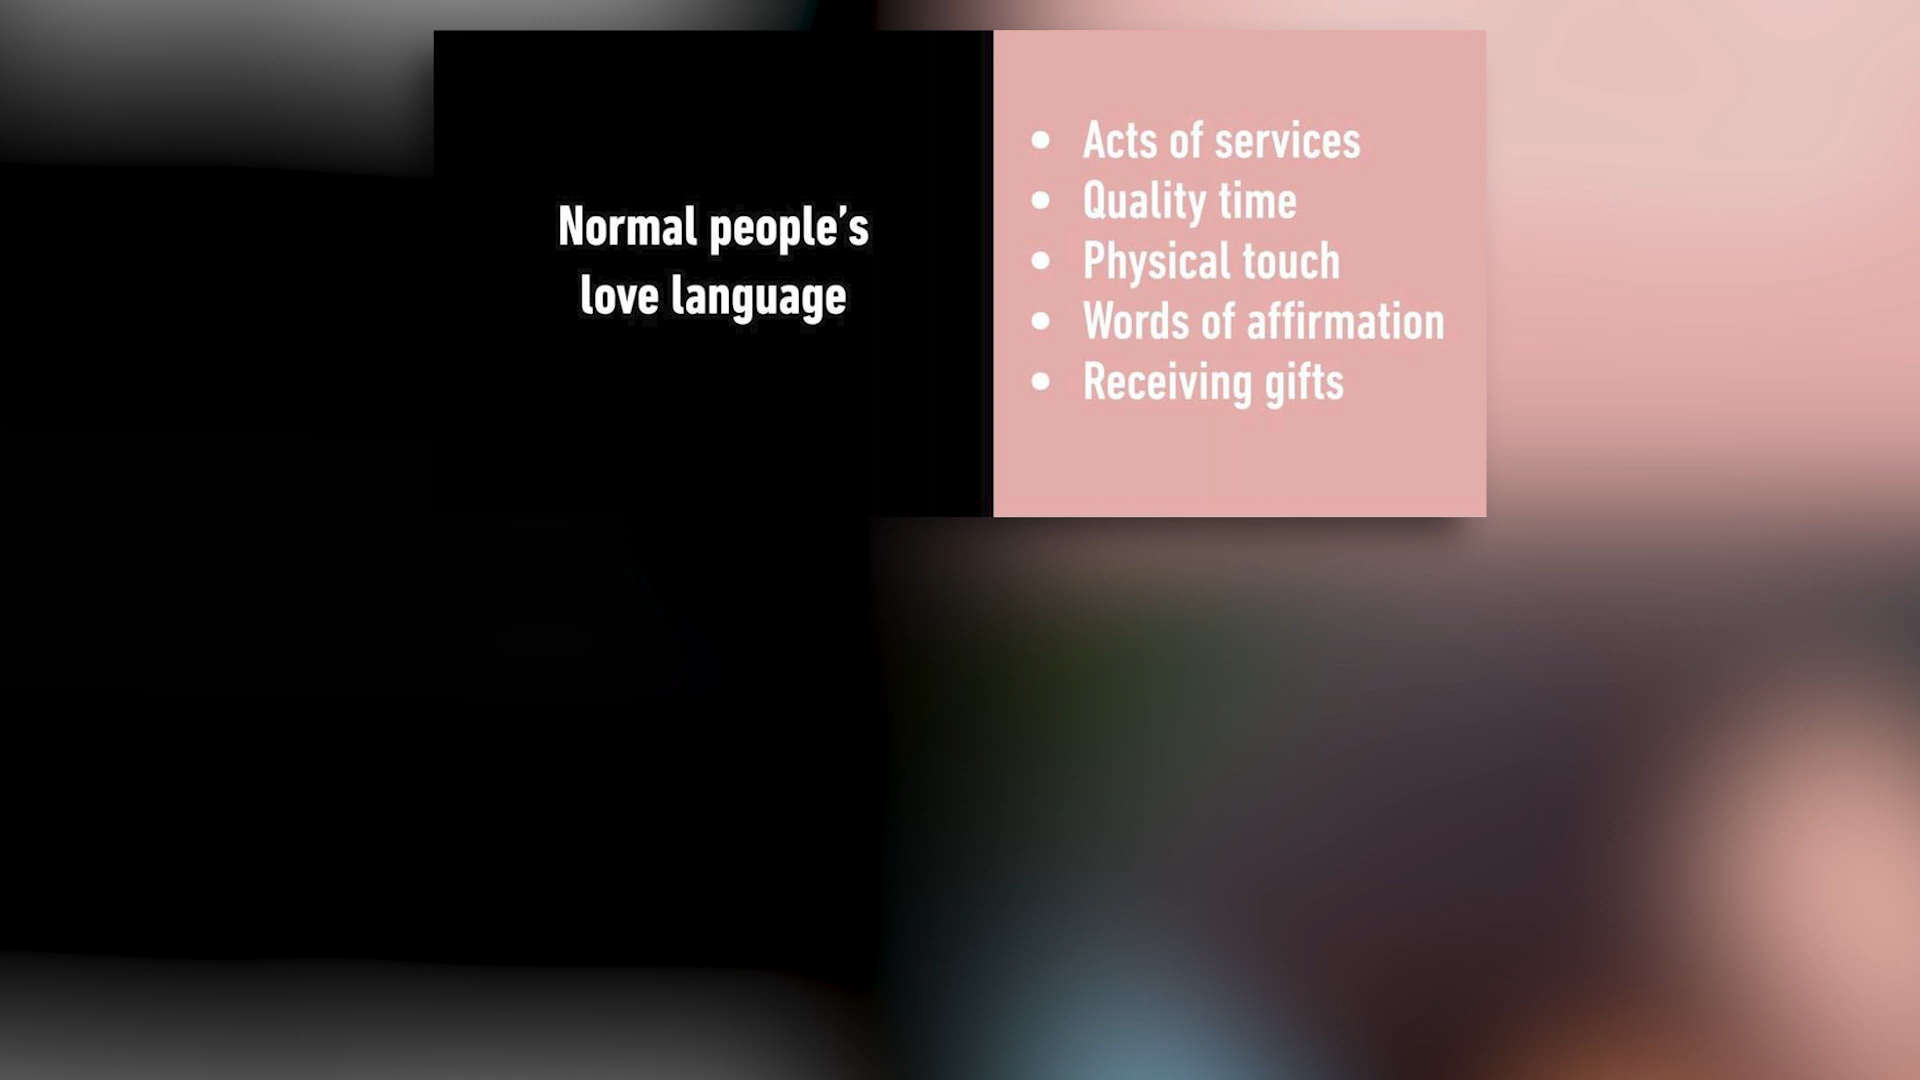 Normal people’s
love language
• Acts of services
• Quality time
• Physical touch
• Words of affirmation
• Receiving gifts